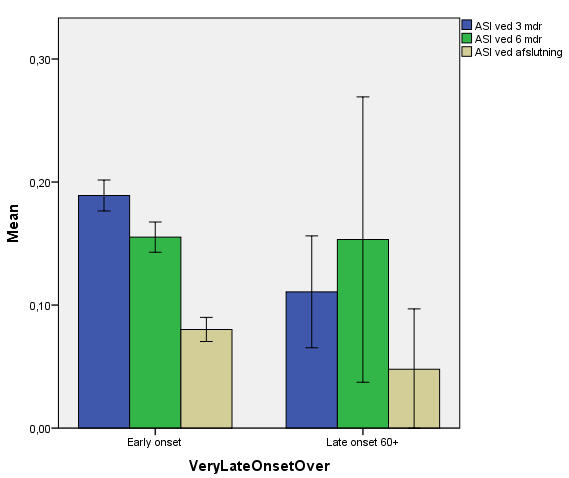 ASI ved 3 mdr
ASI ved 6 mdr
ASI ved afslutning
0,30
0,20
0,10
0,00
Mean
Early onset
Late onset 60+
VeryLateOnsetOver